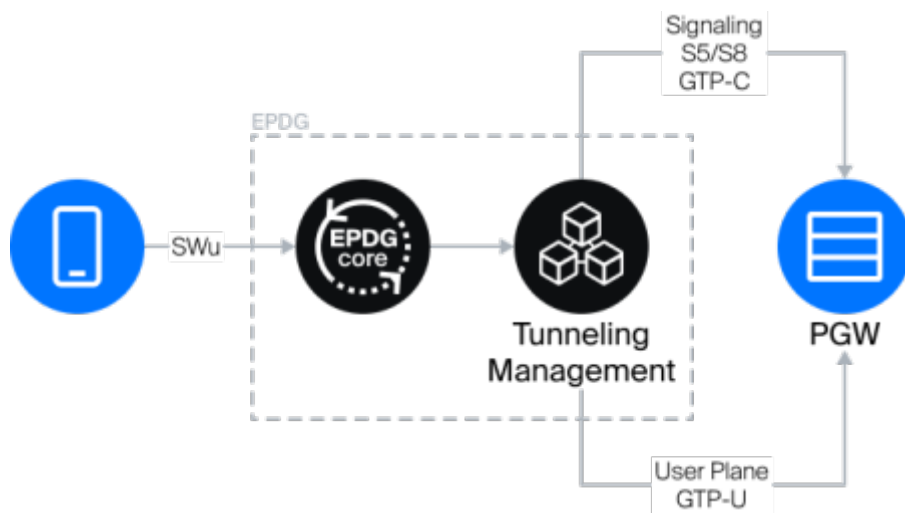 Signaling
S5/S8
GTP-C
EPDG
SWu
EPDG
core
Tunneling
Management
PGW
User Plane
GTP-U